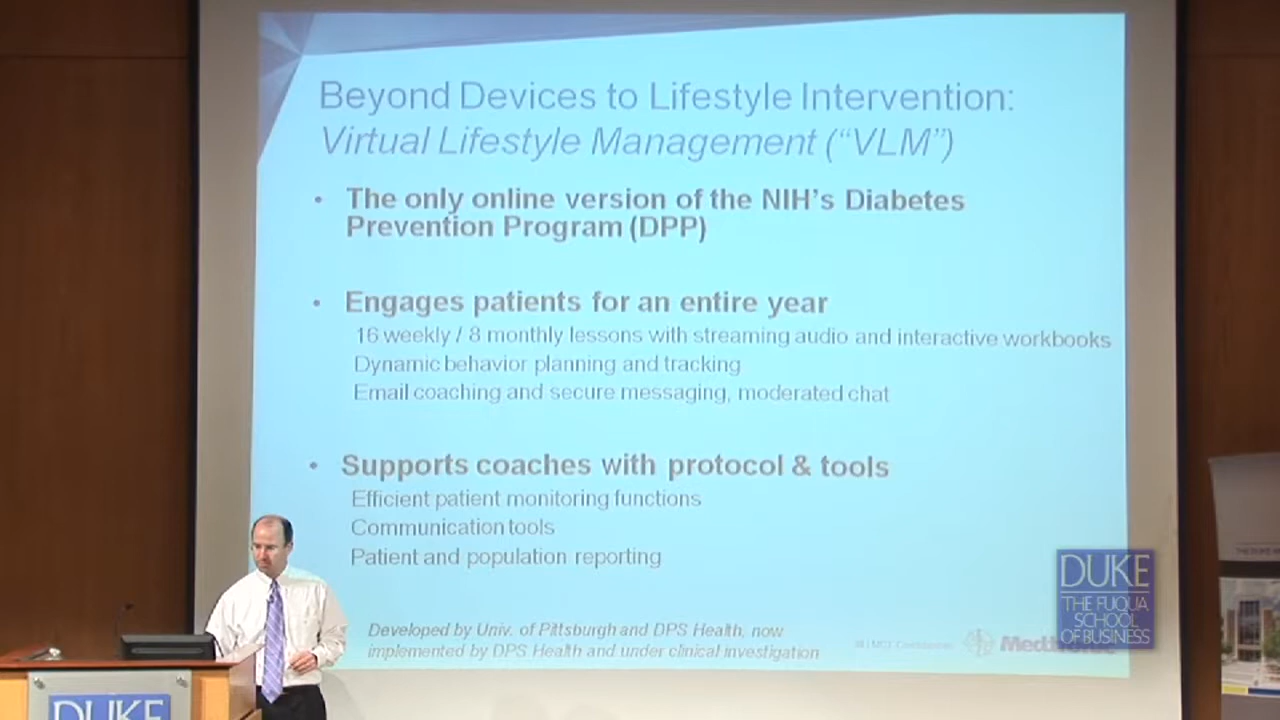 Beyond Devices to Lifestyle Intervention:
Virtual Lifestyle Management (“VLM”)
• The only online version of the NIH’s Diabetes
Prevention Program (DPP)
• Engages patients for an entire year
16 weekly / 8 monthly lessons with streaming audio and interactive workbooks
Dynamic behavior planning and tracking
Email coaching and secure messaging, moderated chat
• Supports coaches with protocol & tools
Efficient patient monitoring functions
Communication tools
Patient and population reporting
Developed by Univ. of Pittsburgh and DPS Health, now
implemented by DPS Health and under clinical investigation
DUKE
THE FUQUA
SCHOOL
OF BUSINESS
DUKE